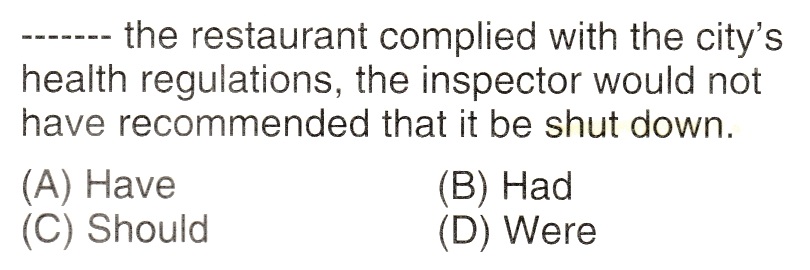 ------- the restaurant complied with the city's
health regulations, the inspector would not
have recommended that it be shut down.
(A) Have (B) Had
(C) Should (D) Were